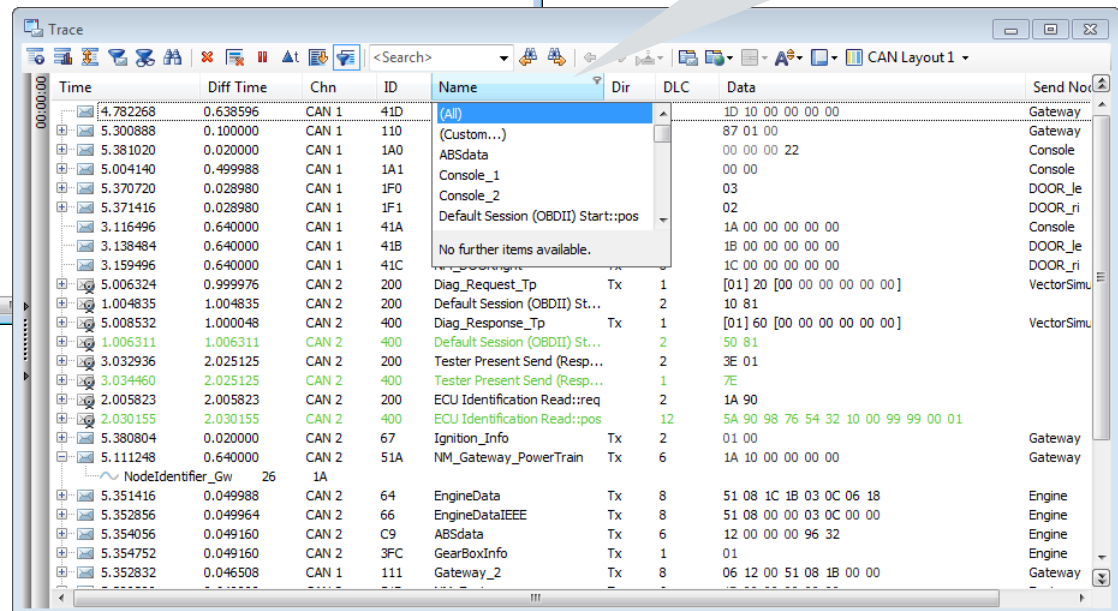 Trace
<Search> CAN Layout 1
00:00:00
Time Diff Time Chn ID Name Dir DLC Data Send Nod
4.782268 0.638596 CAN 1 41D (All) 1D 10 00 00 00 00 Gateway
5.300888 0.100000 CAN 1 110 (Custom...) 87 01 00 Gateway
5.381020 0.020000 CAN 1 1A0 ABSdata 00 00 00 22 Console
5.004140 0.499988 CAN 1 1A1 Console_1 00 00 Console
5.370720 0.028980 CAN 1 1F0 Console_2 03 DOOR_le
5.371416 0.028980 CAN 1 1F1 Default Session (OBDII) Start::pos 02 DOOR_ri
3.116496 0.640000 CAN 1 41A 1A 00 00 00 00 00 Console
3.138484 0.640000 CAN 1 41B No further items available. 1B 00 00 00 00 00 DOOR_le
3.159496 0.640000 CAN 1 41C 1C 00 00 00 00 00 DOOR_ri
5.006324 0.999976 CAN 2 200 Diag_Request_Tp Tx 1 [01] 20 [00 00 00 00 00 00] VectorSimu
1.004835 1.004835 CAN 2 200 Default Session (OBDII) St... 2 10 81
5.008532 1.000048 CAN 2 400 Diag_Response_Tp Tx 1 [01] 60 [00 00 00 00 00 00] VectorSimu
1.006311 1.006311 CAN 2 400 Default Session (OBDII) St... 2 50 81
3.032936 2.025125 CAN 2 200 Tester Present Send (Resp... 2 3E 01
3.034460 2.025125 CAN 2 400 Tester Present Send (Resp... 1 7E
2.005823 2.005823 CAN 2 200 ECU Identification Read::req 2 1A 90
2.030155 2.030155 CAN 2 400 ECU Identification Read::pos 12 5A 90 98 76 54 32 10 00 99 99 00 01
5.380804 0.020000 CAN 2 67 Ignition_Info Tx 2 01 00 Gateway
5.111248 0.640000 CAN 2 51A NM_Gateway_PowerTrain Tx 6 1A 10 00 00 00 00 Gateway
NodeIdentifier_Gw 26 1A
5.351416 0.049988 CAN 2 64 EngineData Tx 8 51 08 1C 1B 03 0C 06 18 Engine
5.352856 0.049964 CAN 2 66 EngineDataIEEE Tx 8 51 08 00 00 03 0C 00 00 Engine
5.354056 0.049160 CAN 2 C9 ABSdata Tx 6 12 00 00 00 96 32 Engine
5.354752 0.049160 CAN 2 3FC GearBoxInfo Tx 1 01 Engine
5.352832 0.046508 CAN 1 111 Gateway_2 Tx 8 06 12 00 51 08 1B 00 00 Gateway